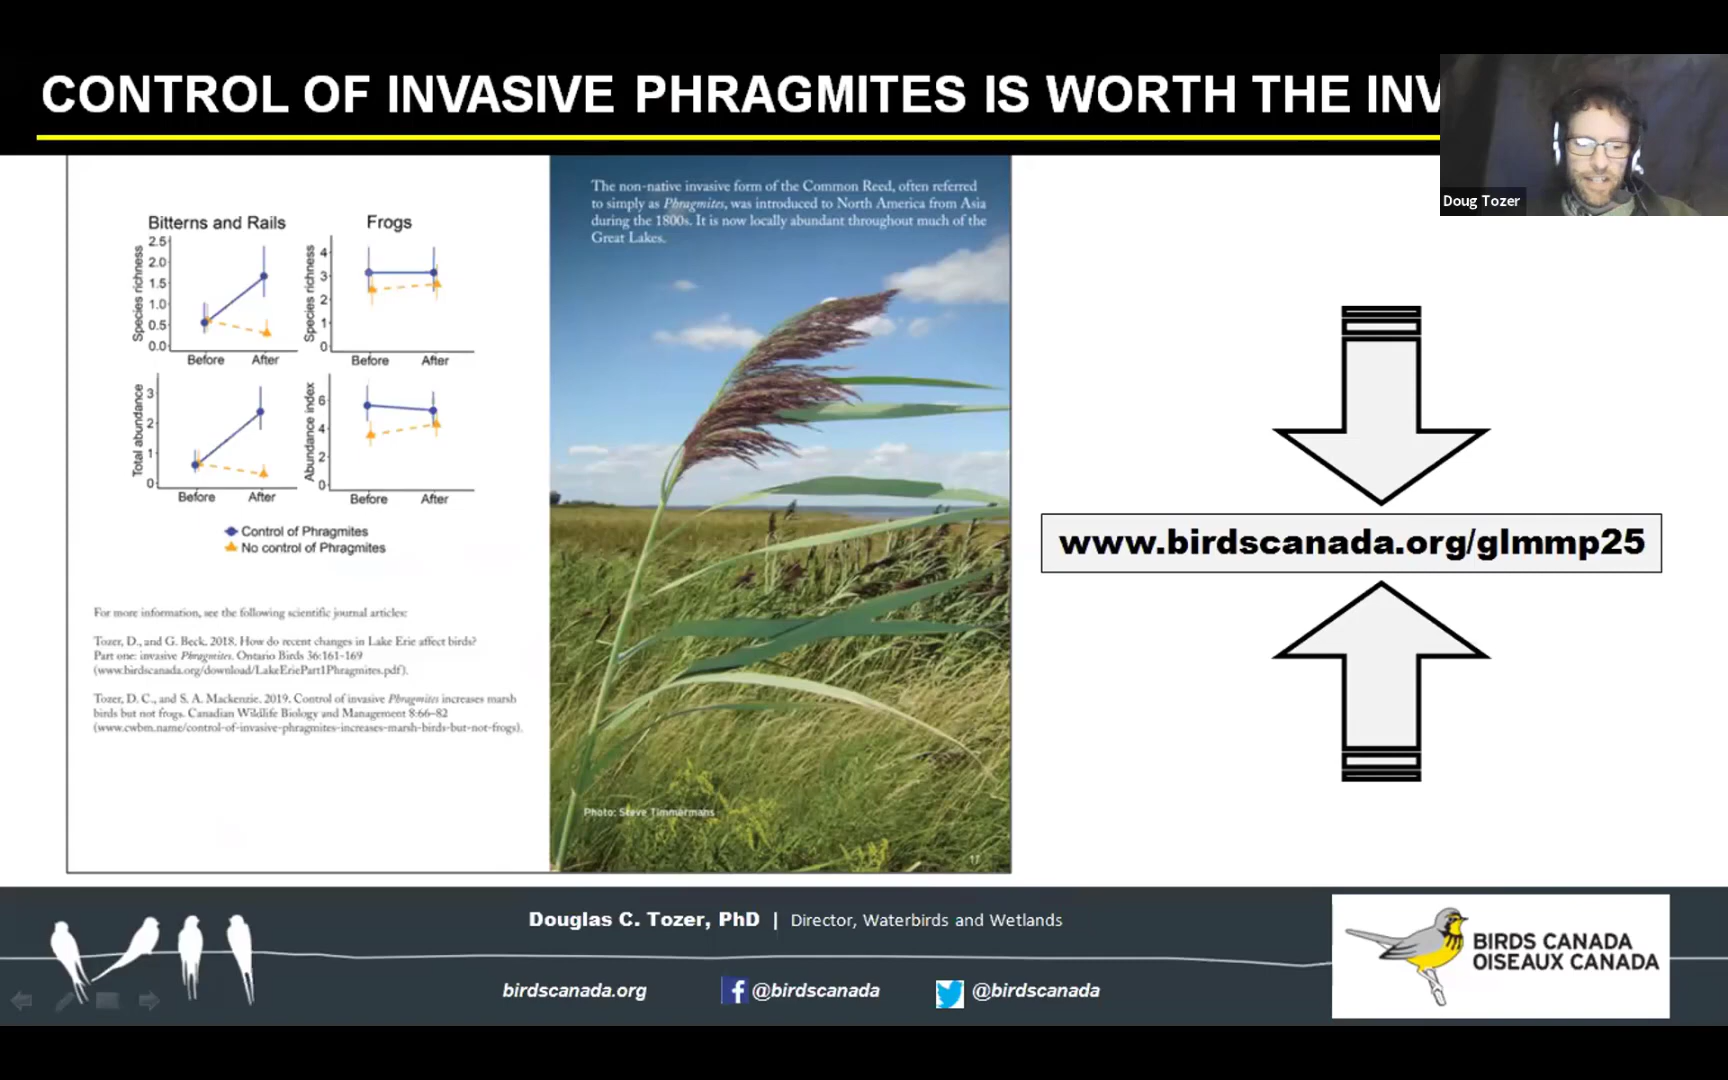 CONTROL OF INVASIVE PHRAGMITES IS WORTH THE INV
Doug Tozer
Bitterns and Rails
Species richness
2.5
2.0
1.5
1.0
0.5
0.0
Before After
Frogs
Species richness
4
3
2
1
0
Before After
Total abundance
3
2
1
0
Before After
Abundance index
6
4
2
0
Before After
Control of Phragmites
No control of Phragmites
For more information, see the following scientific journal articles:
Tozer, D., and G. Beck. 2018. How do recent changes in Lake Erie affect birds?
Part one: invasive Phragmites. Ontario Birds 36:161–169
(www.birdscanada.org/download/LakeEriePart1Phragmites.pdf).
Tozer, D. C., and S. A. Mackenzie. 2019. Control of invasive Phragmites increases marsh
birds but not frogs. Canadian Wildlife Biology and Management 8:66–82
(www.cwbm.name/control-of-invasive-phragmites-increases-marsh-birds-but-not-frogs).
The non-native invasive form of the Common Reed, often referred
to simply as Phragmites, was introduced to North America from Asia
during the 1800s. It is now locally abundant throughout much of the
Great Lakes.
Photo: Steve Timmermans
17
www.birdscanada.org/glmmp25
Douglas C. Tozer, PhD | Director, Waterbirds and Wetlands
birdscanada.org @birdscanada @birdscanada
BIRDS CANADA
OISEAUX CANADA